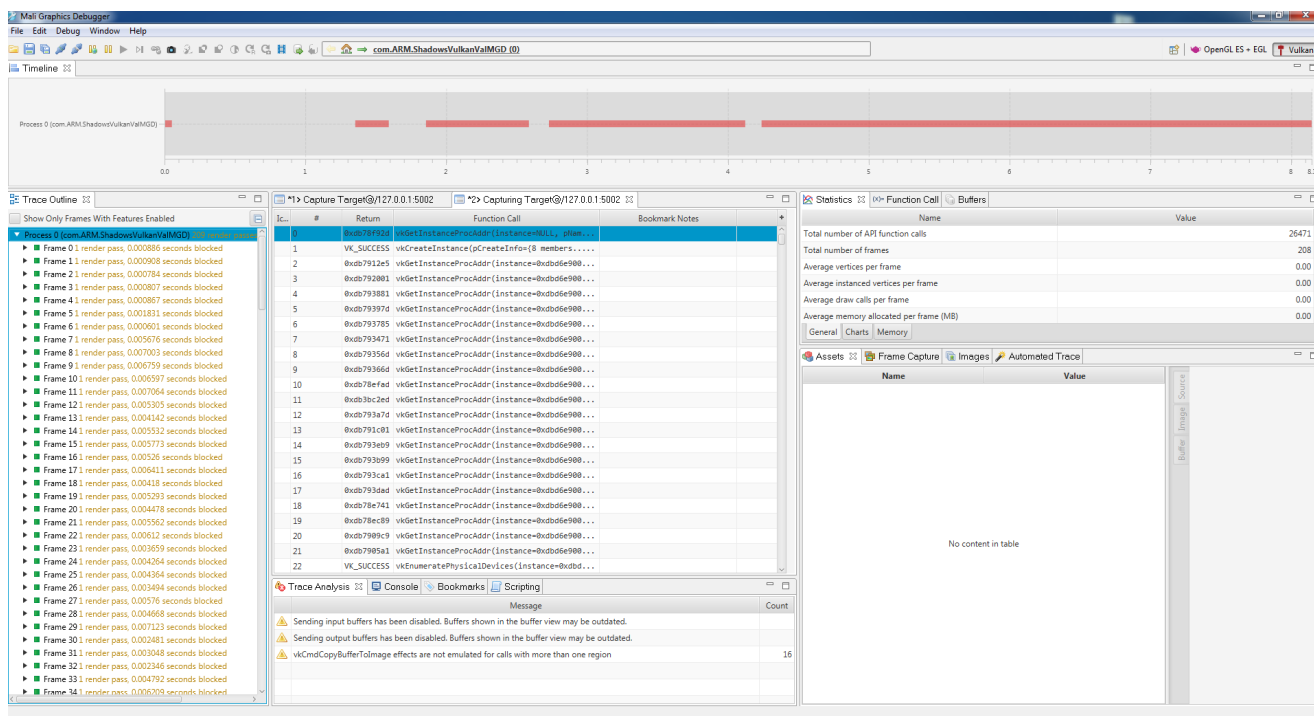 Mali Graphics Debugger
File Edit Debug Window Help
com.ARM.ShadowsVulkanValMGD (0)
OpenGL ES + EGL
Vulkan
Timeline
Process 0 (com.ARM.ShadowsVulkanValMGD)
0.0 1 2 3 4 5 6 7 8 8.
Trace Outline
Show Only Frames With Features Enabled
Process 0 (com.ARM.ShadowsVulkanValMGD)
Frame 0 1 render pass, 0.000886 seconds blocked
Frame 1 1 render pass, 0.000908 seconds blocked
Frame 2 1 render pass, 0.000784 seconds blocked
Frame 3 1 render pass, 0.000807 seconds blocked
Frame 4 1 render pass, 0.000867 seconds blocked
Frame 5 1 render pass, 0.001831 seconds blocked
Frame 6 1 render pass, 0.000601 seconds blocked
Frame 7 1 render pass, 0.005676 seconds blocked
Frame 8 1 render pass, 0.007003 seconds blocked
Frame 9 1 render pass, 0.006759 seconds blocked
Frame 10 1 render pass, 0.006597 seconds blocked
Frame 11 1 render pass, 0.007064 seconds blocked
Frame 12 1 render pass, 0.005305 seconds blocked
Frame 13 1 render pass, 0.004142 seconds blocked
Frame 14 1 render pass, 0.005532 seconds blocked
Frame 15 1 render pass, 0.005773 seconds blocked
Frame 16 1 render pass, 0.00526 seconds blocked
Frame 17 1 render pass, 0.006411 seconds blocked
Frame 18 1 render pass, 0.00418 seconds blocked
Frame 19 1 render pass, 0.005293 seconds blocked
Frame 20 1 render pass, 0.004478 seconds blocked
Frame 21 1 render pass, 0.005562 seconds blocked
Frame 22 1 render pass, 0.00612 seconds blocked
Frame 23 1 render pass, 0.003659 seconds blocked
Frame 24 1 render pass, 0.004264 seconds blocked
Frame 25 1 render pass, 0.004364 seconds blocked
Frame 26 1 render pass, 0.003494 seconds blocked
Frame 27 1 render pass, 0.00576 seconds blocked
Frame 28 1 render pass, 0.004668 seconds blocked
Frame 29 1 render pass, 0.007123 seconds blocked
Frame 30 1 render pass, 0.002481 seconds blocked
Frame 31 1 render pass, 0.003048 seconds blocked
Frame 32 1 render pass, 0.002346 seconds blocked
Frame 33 1 render pass, 0.004792 seconds blocked
Frame 34 1 render pass, 0.006209 seconds blocked
*1> Capture Target@/127.0.0.1:5002
*2> Capturing Target@/127.0.0.1:5002
Ic... # Return Function Call Bookmark Notes +
0 0xdb78f92d vkGetInstanceProcAddr(instance=NULL, pNam...
1 VK_SUCCESS vkCreateInstance(pCreateInfo={8 members.....
2 0xdb7912e5 vkGetInstanceProcAddr(instance=0xdbd6e900...
3 0xdb792001 vkGetInstanceProcAddr(instance=0xdbd6e900...
4 0xdb793881 vkGetInstanceProcAddr(instance=0xdbd6e900...
5 0xdb79397d vkGetInstanceProcAddr(instance=0xdbd6e900...
6 0xdb793785 vkGetInstanceProcAddr(instance=0xdbd6e900...
7 0xdb793471 vkGetInstanceProcAddr(instance=0xdbd6e900...
8 0xdb79356d vkGetInstanceProcAddr(instance=0xdbd6e900...
9 0xdb79366d vkGetInstanceProcAddr(instance=0xdbd6e900...
10 0xdb78efad vkGetInstanceProcAddr(instance=0xdbd6e900...
11 0xdb3bc2ed vkGetInstanceProcAddr(instance=0xdbd6e900...
12 0xdb793a7d vkGetInstanceProcAddr(instance=0xdbd6e900...
13 0xdb791c01 vkGetInstanceProcAddr(instance=0xdbd6e900...
14 0xdb793eb9 vkGetInstanceProcAddr(instance=0xdbd6e900...
15 0xdb793b99 vkGetInstanceProcAddr(instance=0xdbd6e900...
16 0xdb793ca1 vkGetInstanceProcAddr(instance=0xdbd6e900...
17 0xdb793dad vkGetInstanceProcAddr(instance=0xdbd6e900...
18 0xdb78e741 vkGetInstanceProcAddr(instance=0xdbd6e900...
19 0xdb78ec89 vkGetInstanceProcAddr(instance=0xdbd6e900...
20 0xdb7909c9 vkGetInstanceProcAddr(instance=0xdbd6e900...
21 0xdb7905a1 vkGetInstanceProcAddr(instance=0xdbd6e900...
22 VK_SUCCESS vkEnumeratePhysicalDevices(instance=0xdbd...
Trace Analysis Console Bookmarks Scripting
Message Count
Sending input buffers has been disabled. Buffers shown in the buffer view may be outdated.
Sending output buffers has been disabled. Buffers shown in the buffer view may be outdated.
vkCmdCopyBufferToImage effects are not emulated for calls with more than one region 16
Statistics Function Call Buffers
Name Value
Total number of API function calls 26471
Total number of frames 208
Average vertices per frame 0.00
Average instanced vertices per frame 0.00
Average draw calls per frame 0.00
Average memory allocated per frame (MB) 0.00
General Charts Memory
Assets Frame Capture Images Automated Trace
Name Value
No content in table
Source
Image
Buffer